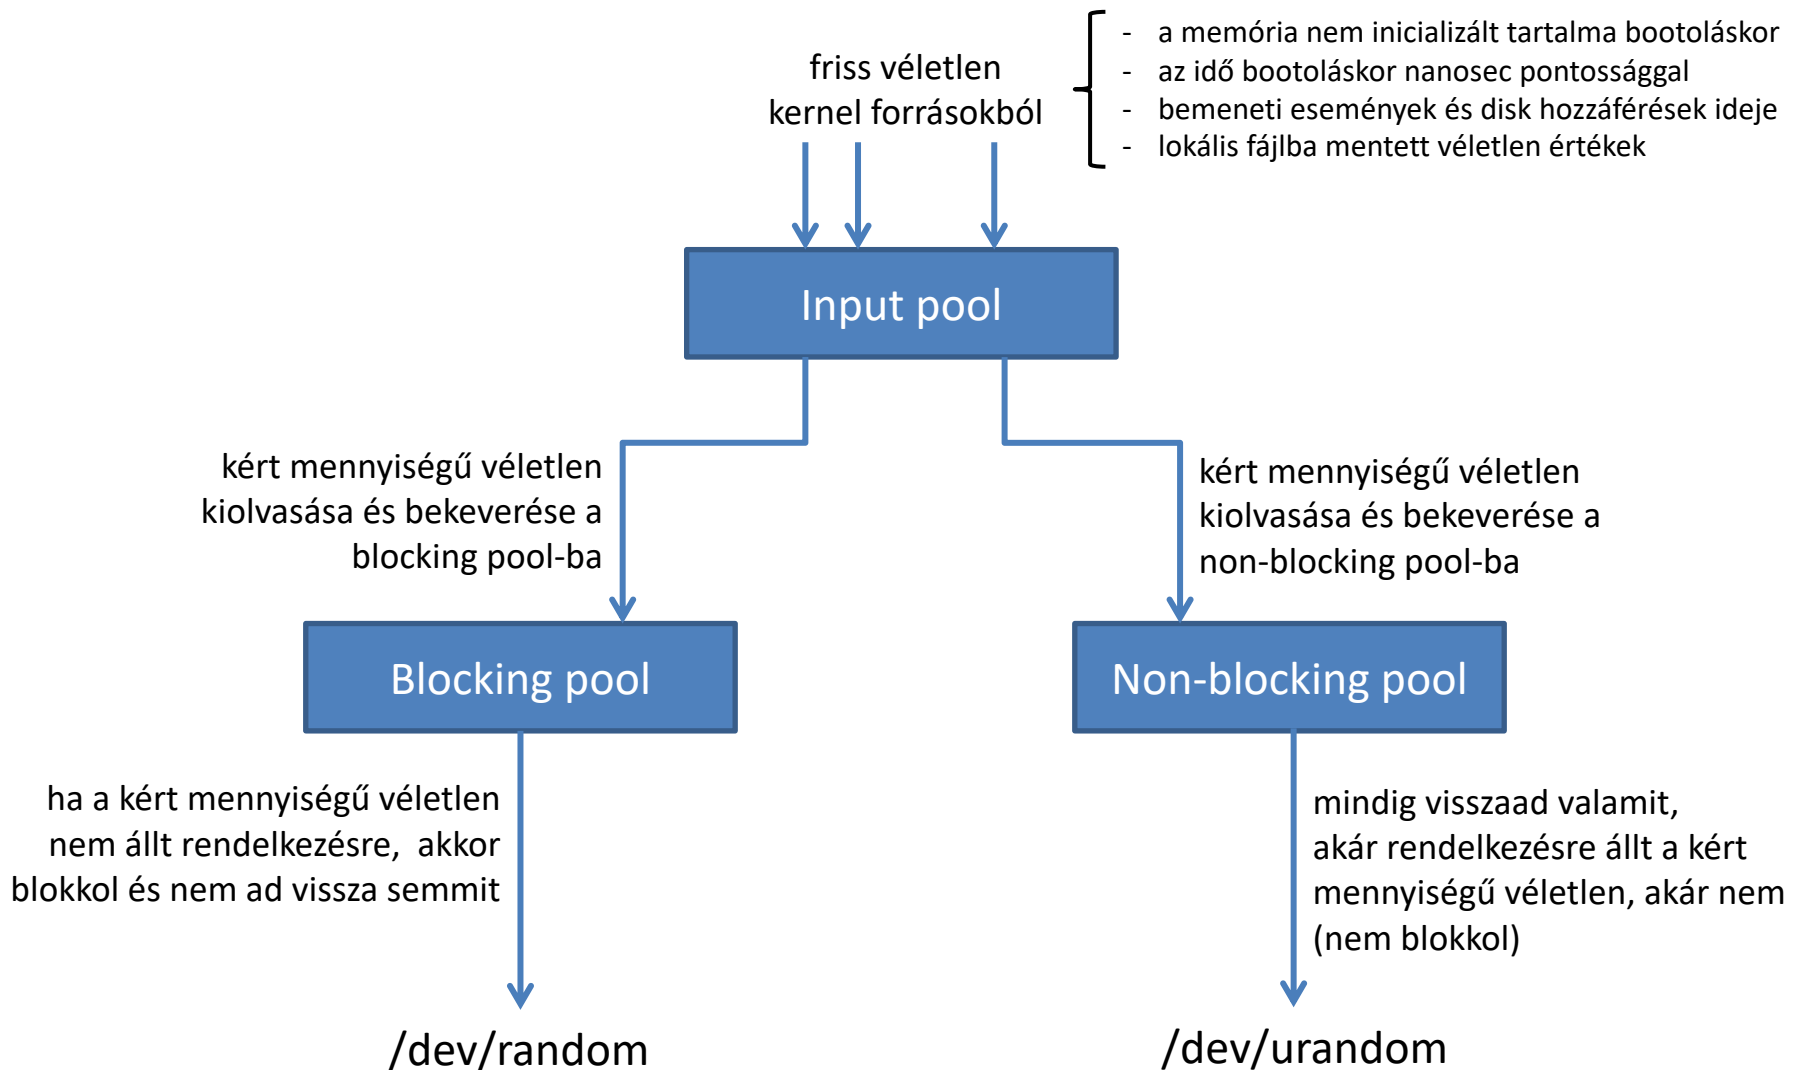 friss véletlen
kernel forrásokból
- a memória nem inicializált tartalma bootoláskor
- az idő bootoláskor nanosec pontossággal
- bemeneti események és disk hozzáférések ideje
- lokális fájlba mentett véletlen értékek
Input pool
kért mennyiségű véletlen
kiolvasása és bekeverése a
blocking pool-ba
kért mennyiségű véletlen
kiolvasása és bekeverése a
non-blocking pool-ba
Blocking pool
Non-blocking pool
ha a kért mennyiségű véletlen
nem állt rendelkezésre, akkor
blokkol és nem ad vissza semmit
mindig visszaad valamit,
akár rendelkezésre állt a kért
mennyiségű véletlen, akár nem
(nem blokkol)
/dev/random
/dev/urandom